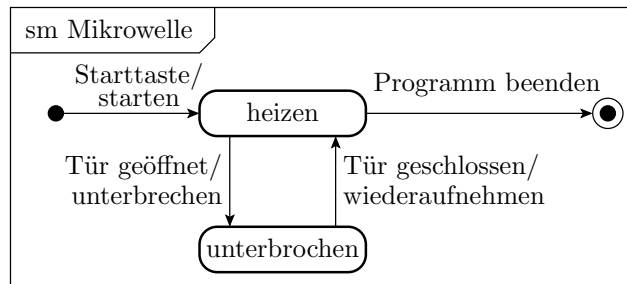 sm Mikrowelle
Starttaste/
starten
heizen
Programm beenden
Tür geöffnet/
unterbrechen
Tür geschlossen/
wiederaufnehmen
unterbrochen